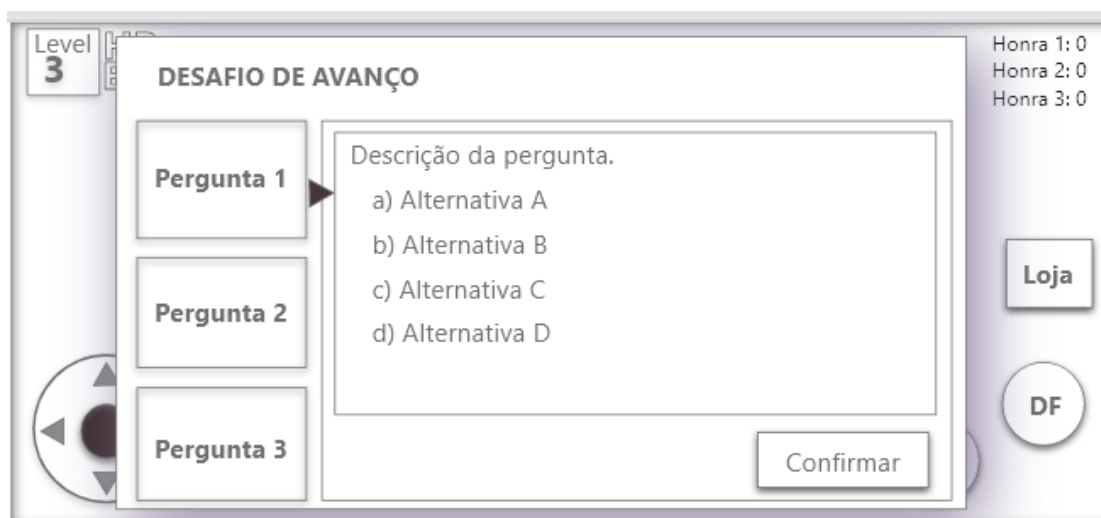 Level
3
Honra 1: 0
Honra 2: 0
Honra 3: 0
DESAFIO DE AVANÇO
Pergunta 1
Pergunta 2
Pergunta 3
Descrição da pergunta.
a) Alternativa A
b) Alternativa B
c) Alternativa C
d) Alternativa D
Confirmar
Loja
DF